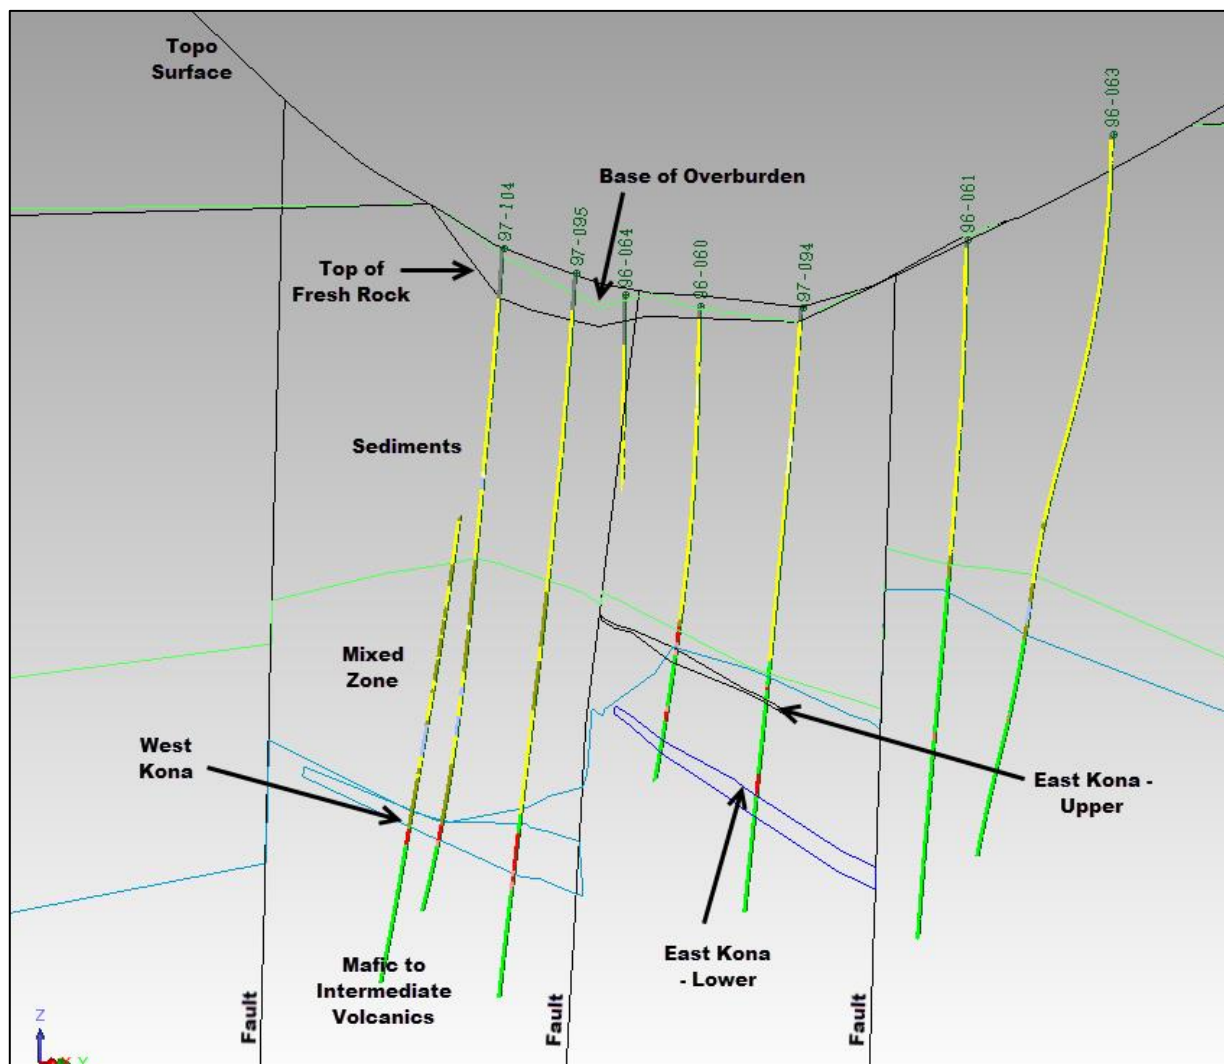 Topo
Surface
96-063
Base of Overburden
97-104
97-095
96-064
96-060
97-094
96-061
Top of
Fresh Rock
Sediments
Mixed
Zone
West
Kona
East Kona -
Upper
East Kona
- Lower
Mafic to
Intermediate
Volcanics
Fault
Fault
Fault
Z
Y